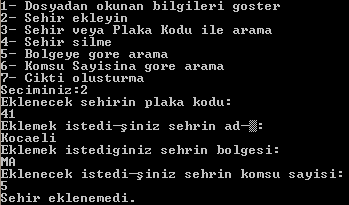 1- Dosyadan okunan bilgileri goster
2- Sehir ekleyin
3- Sehir veya Plaka Kodu ile arama
4- Sehir silme
5- Bolgeye gore arama
6- Komsu Sayisina gore arama
7- Cikti olusturma
Seciminiz:2
Eklenecek sehirin plaka kodu:
41
Eklemek istedi─şiniz sehrin ad─▒:
Kocaeli
Eklemek istediginiz sehrin bolgesi:
MA
Eklenecek istedi─şiniz sehrin komsu sayisi:
5
Sehir eklenemedi.